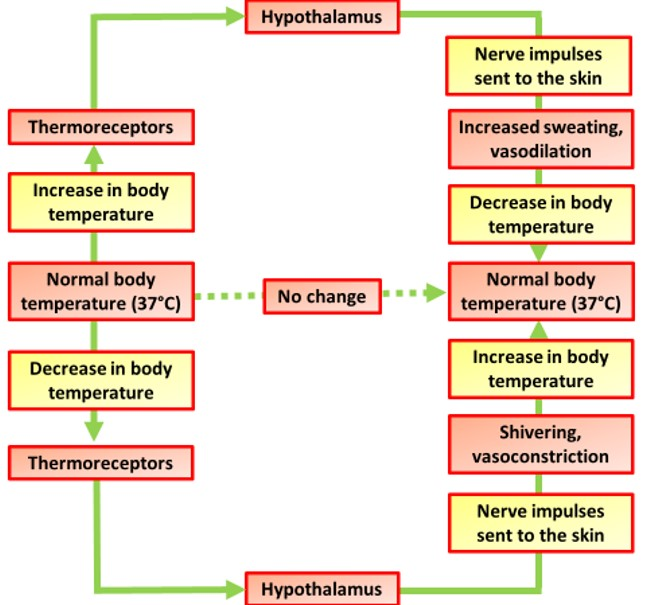 Hypothalamus
Nerve impulses
sent to the skin
Thermoreceptors
Increased sweating,
vasodilation
Increase in body
temperature
Decrease in body
temperature
Normal body
temperature (37°C)
No change
Normal body
temperature (37°C)
Decrease in body
temperature
Increase in body
temperature
Thermoreceptors
Shivering,
vasoconstriction
Nerve impulses
sent to the skin
Hypothalamus